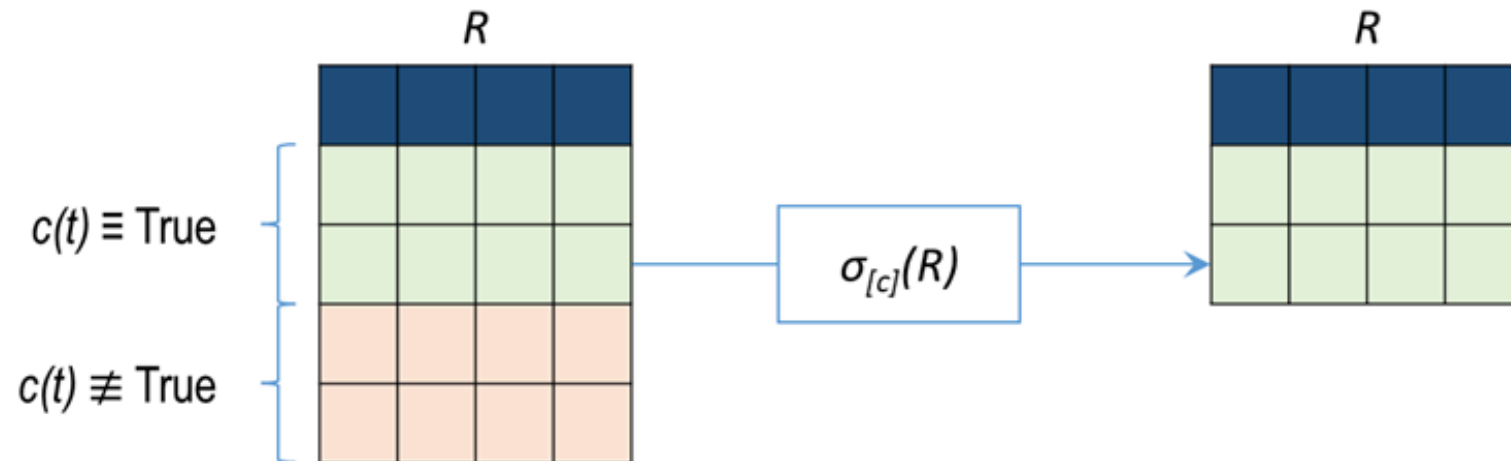 R
R
c(t) ≡ True
σ[c](R)
c(t) ≢ True